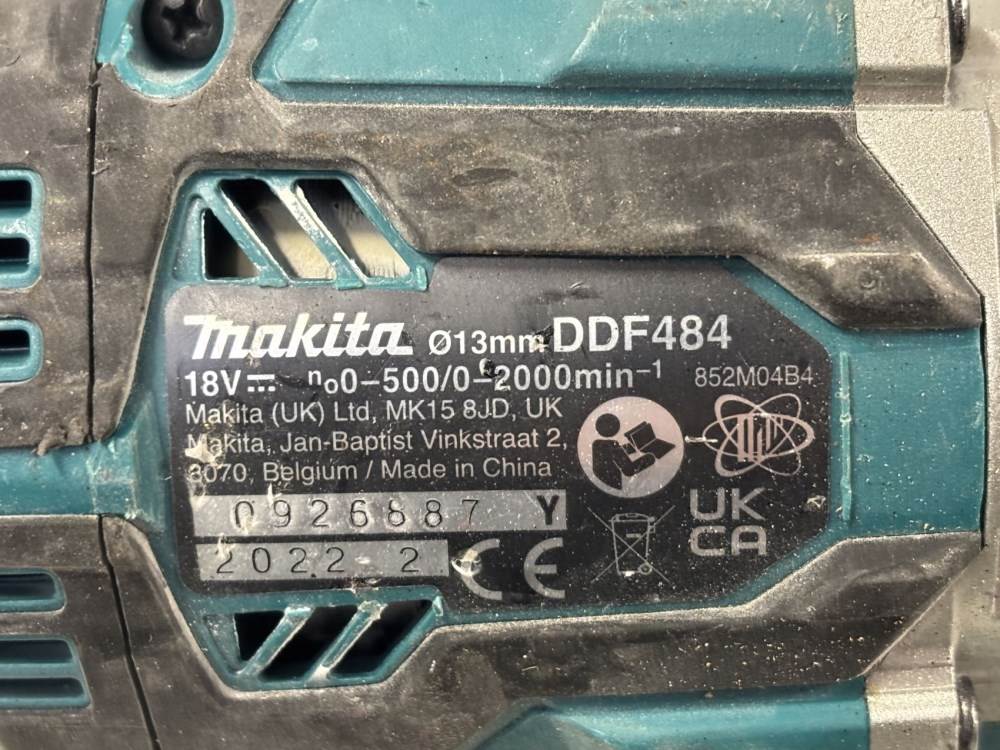 makita Ø13mm DDF484
18V⎓ n₀0-500/0-2000min⁻¹ 852M04B4
Makita (UK) Ltd, MK15 8JD, UK
Makita, Jan-Baptist Vinkstraat 2,
3070, Belgium / Made in China
0926887 Y
2022 2 CE
UK
CA